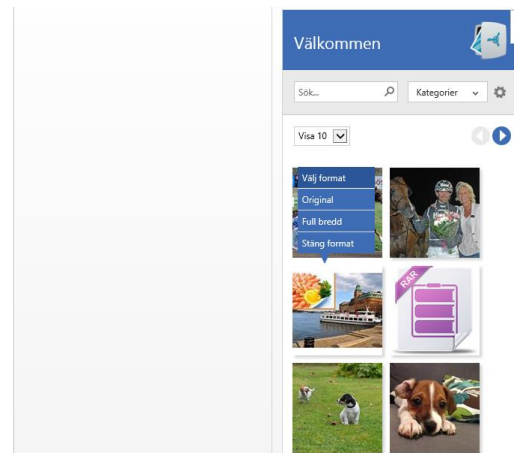 Välkommen
Sök...
Kategorier
Visa 10
Välj format
Original
Full bredd
Stäng format
RAR